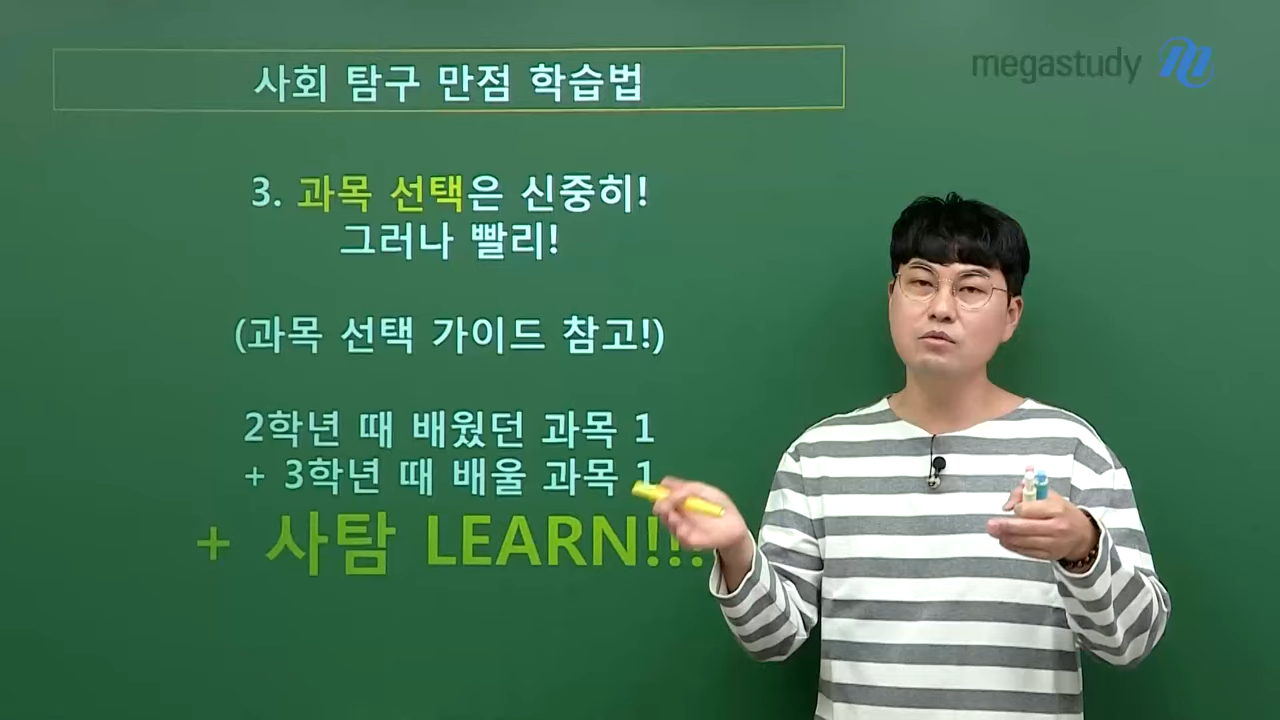 사회 탐구 만점 학습법
megastudy
3. 과목 선택은 신중히!
그러나 빨리!
(과목 선택 가이드 참고!)
2학년 때 배웠던 과목 1
+ 3학년 때 배울 과목 1
+ 사탐 LEARN!!!